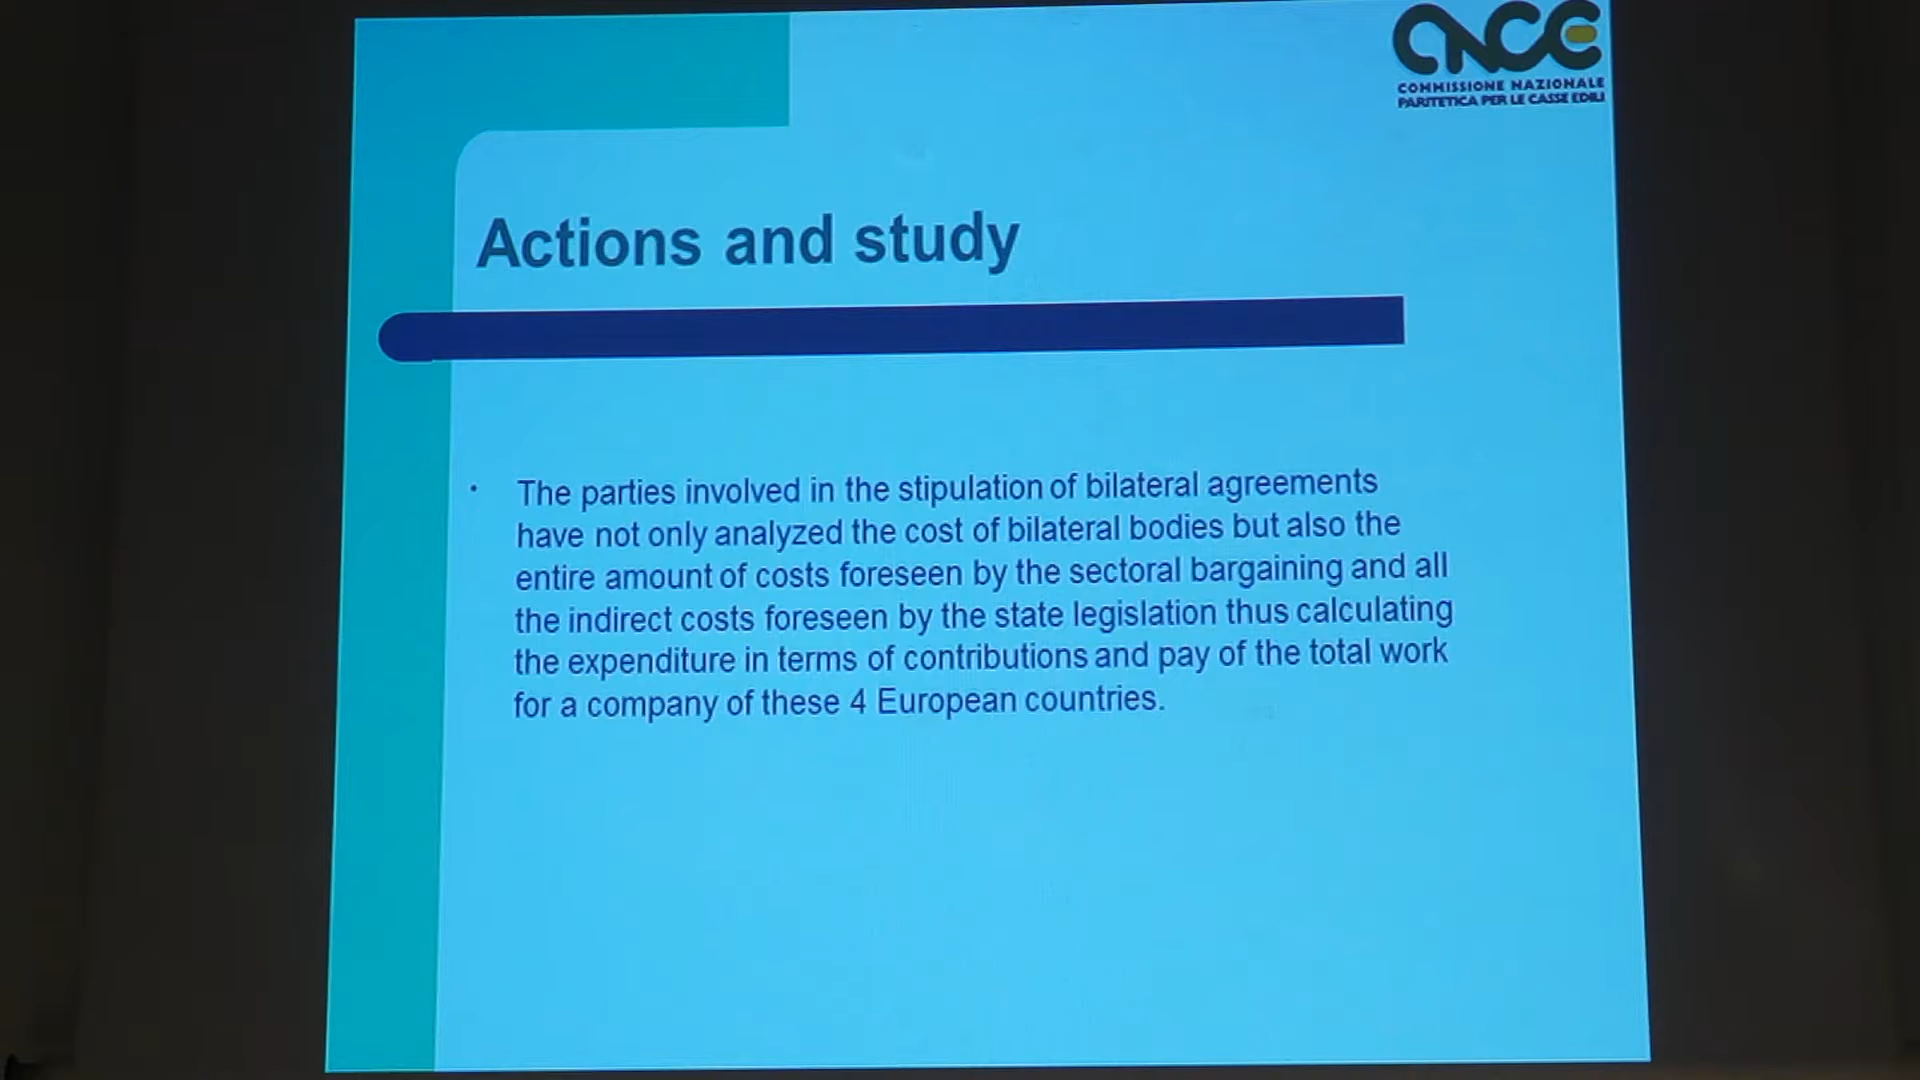 CNCE
COMMISSIONE NAZIONALE
PARITETICA PER LE CASSE EDILI
Actions and study
• The parties involved in the stipulation of bilateral agreements
have not only analyzed the cost of bilateral bodies but also the
entire amount of costs foreseen by the sectoral bargaining and all
the indirect costs foreseen by the state legislation thus calculating
the expenditure in terms of contributions and pay of the total work
for a company of these 4 European countries.